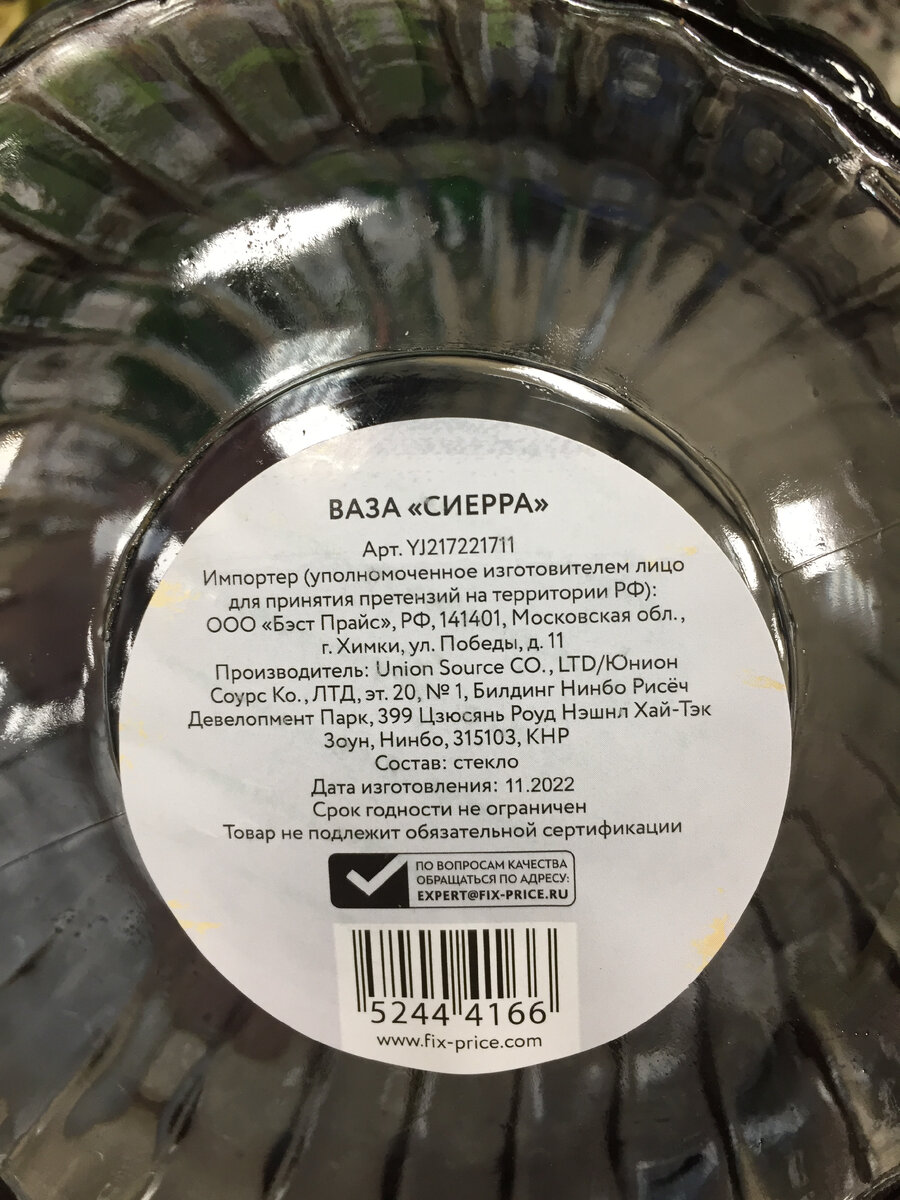 ВАЗА «СИЕРРА»
Арт. YJ217221711
Импортер (уполномоченное изготовителем лицо
для принятия претензий на территории РФ):
ООО «Бэст Прайс», РФ, 141401, Московская обл.,
г. Химки, ул. Победы, д. 11
Производитель: Union Source CO., LTD/Юнион
Соурс Ко., ЛТД, эт. 20, № 1, Билдинг Нинбо Рисёч
Девелопмент Парк, 399 Цзюсянь Роуд Нэшнл Хай-Тэк
Зоун, Нинбо, 315103, КНР
Состав: стекло
Дата изготовления: 11.2022
Срок годности не ограничен
Товар не подлежит обязательной сертификации
ПО ВОПРОСАМ КАЧЕСТВА
ОБРАЩАТЬСЯ ПО АДРЕСУ:
EXPERT@FIX-PRICE.RU
5244 4166
www.fix-price.com